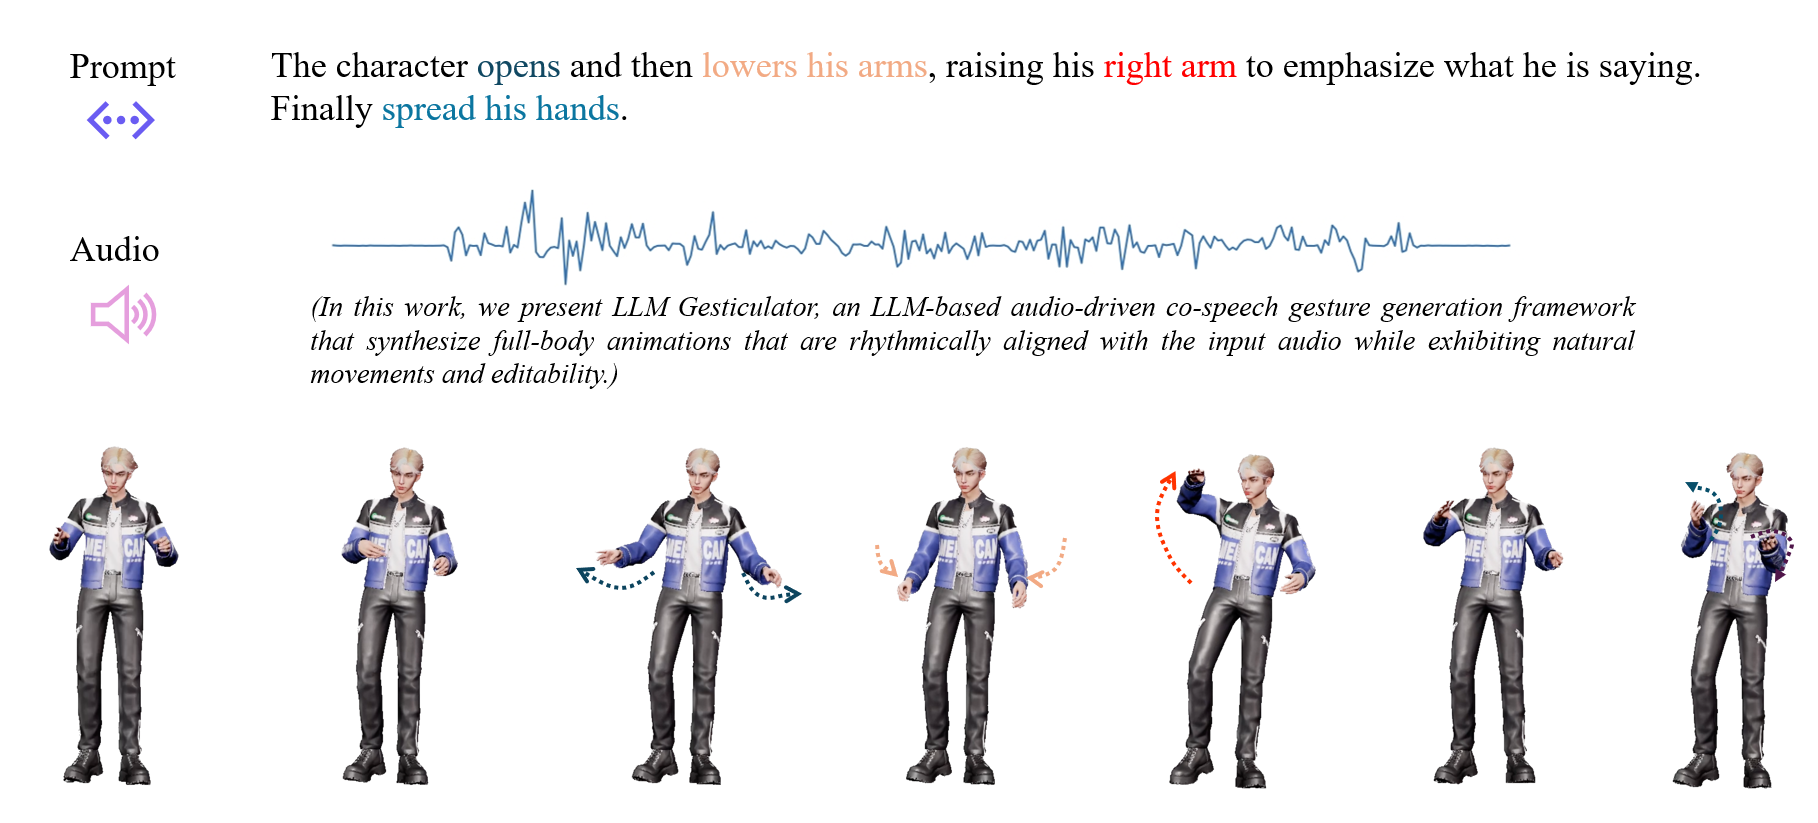 Prompt
The character opens and then lowers his arms, raising his right arm to emphasize what he is saying.
Finally spread his hands.
Audio
(In this work, we present LLM Gesticulator, an LLM-based audio-driven co-speech gesture generation framework
that synthesize full-body animations that are rhythmically aligned with the input audio while exhibiting natural
movements and editability.)